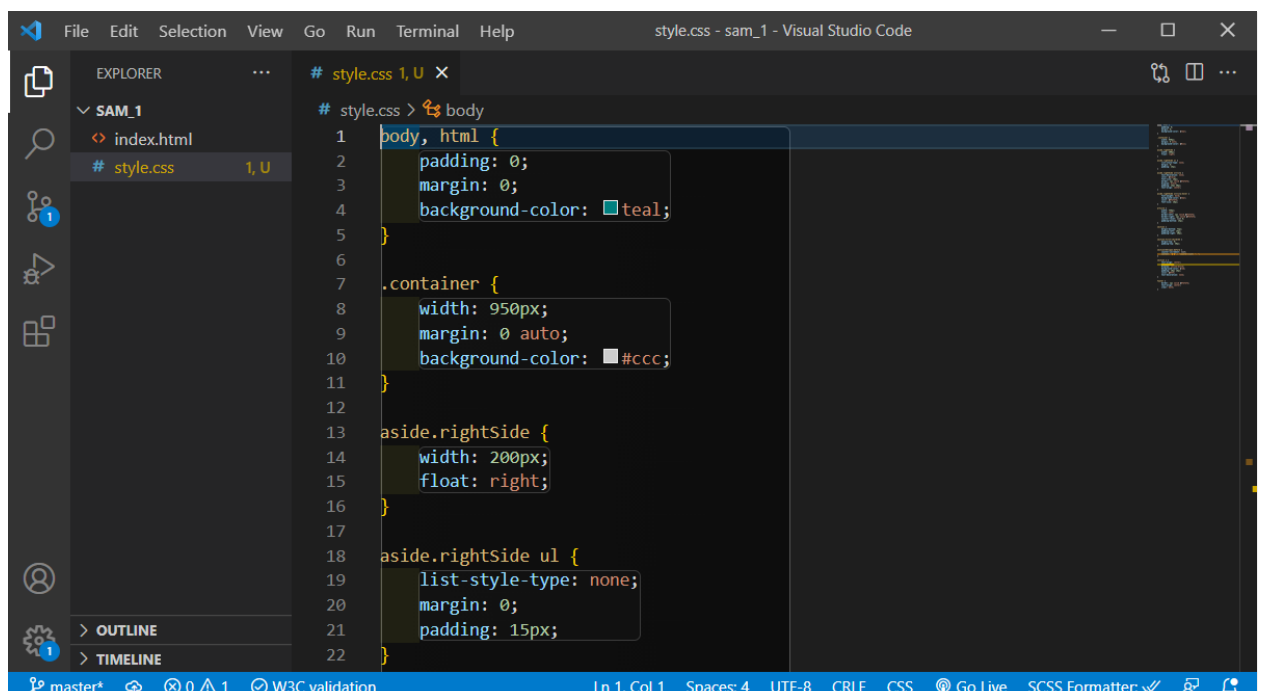 File Edit Selection View Go Run Terminal Help style.css - sam_1 - Visual Studio Code
EXPLORER
SAM_1
index.html
# style.css 1, U
OUTLINE
TIMELINE
# style.css 1, U
# style.css > body
1 body, html {
2     padding: 0;
3     margin: 0;
4     background-color: teal;
5 }
6
7 .container {
8     width: 950px;
9     margin: 0 auto;
10     background-color: #ccc;
11 }
12
13 aside.rightSide {
14     width: 200px;
15     float: right;
16 }
17
18 aside.rightSide ul {
19     list-style-type: none;
20     margin: 0;
21     padding: 15px;
22 }
1
1
master* 0 1 W3C validation Ln 1, Col 1 Spaces: 4 UTF-8 CRLF CSS Go Live SCSS Formatter: